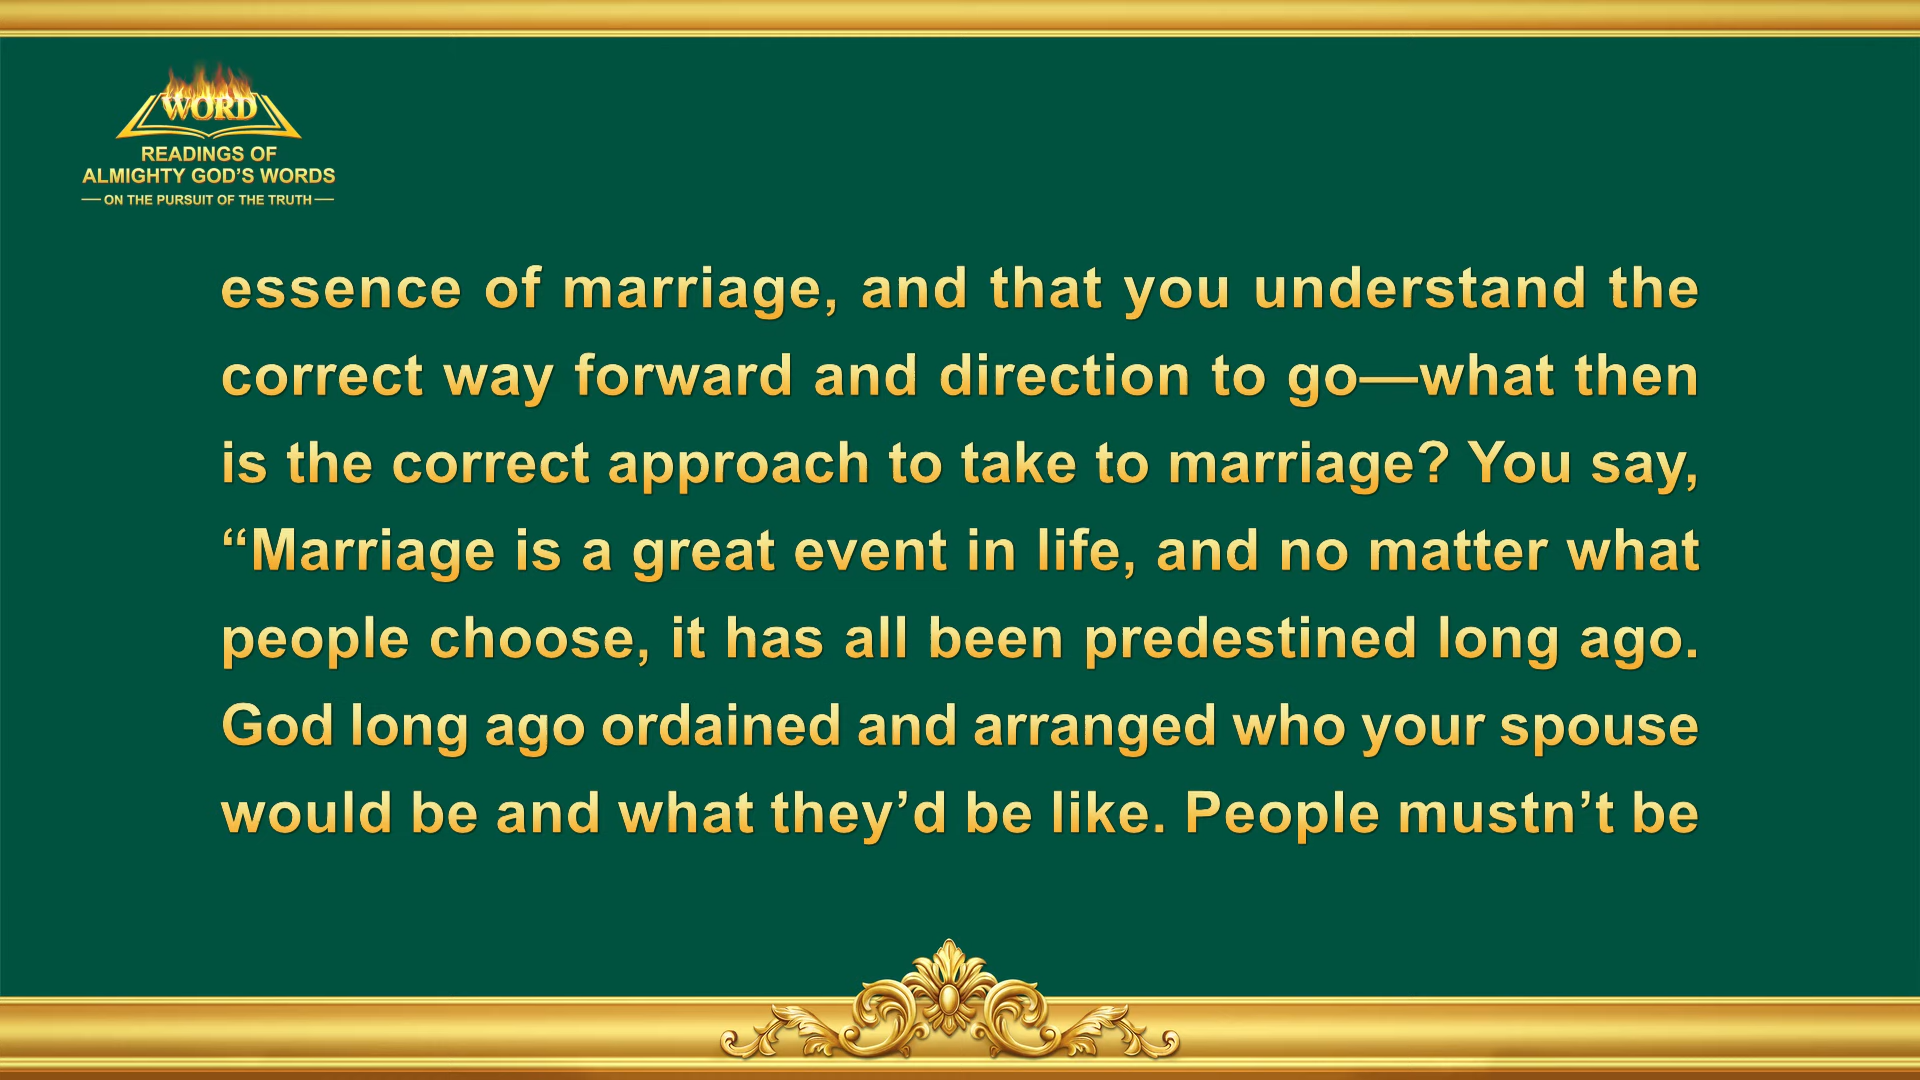 WORD
READINGS OF
ALMIGHTY GOD’S WORDS
— ON THE PURSUIT OF THE TRUTH —
essence of marriage, and that you understand the
correct way forward and direction to go—what then
is the correct approach to take to marriage? You say,
“Marriage is a great event in life, and no matter what
people choose, it has all been predestined long ago.
God long ago ordained and arranged who your spouse
would be and what they’d be like. People mustn’t be